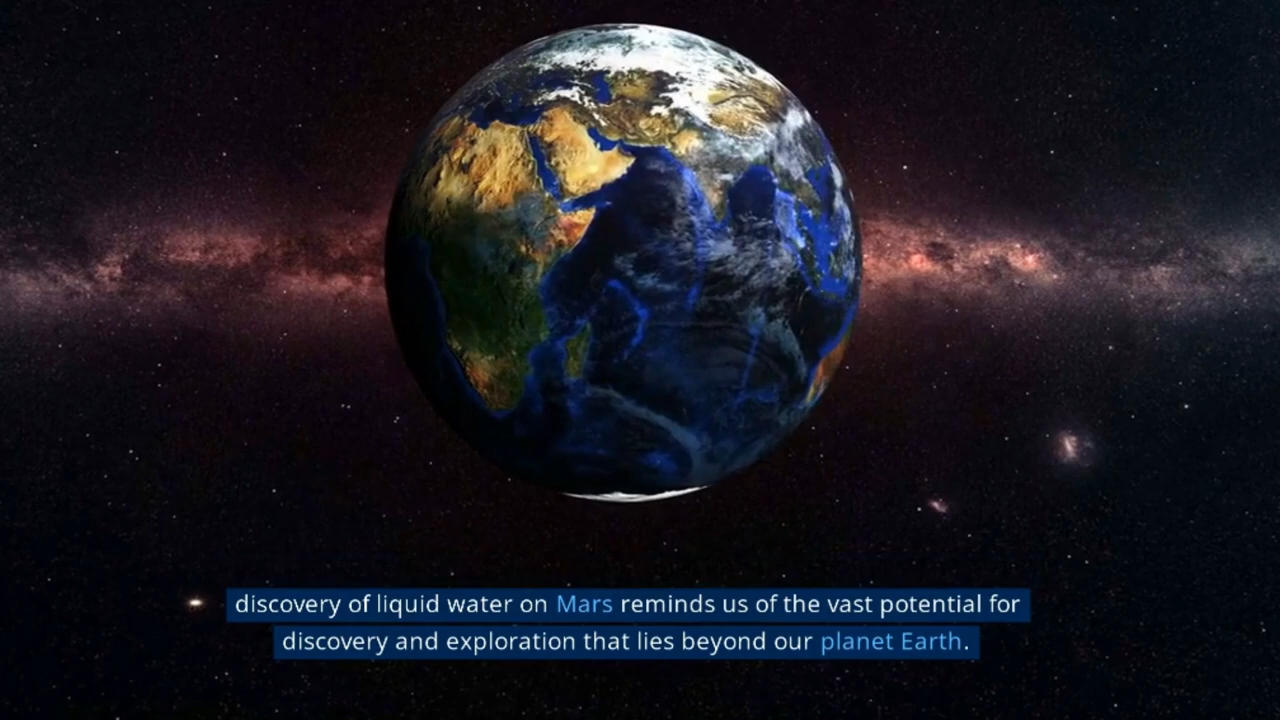 discovery of liquid water on Mars reminds us of the vast potential for
discovery and exploration that lies beyond our planet Earth.